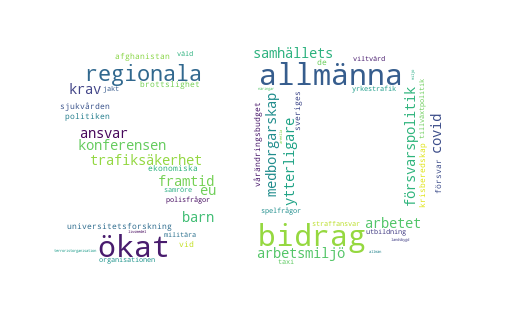 våld
afghanistan
regionala
brottslighet
krav
jakt
sjukvården
politiken
ansvar
konferensen
trafiksäkerhet
ekonomiska
framtid
samröre
eu
polisfrågor
barn
universitetsforskning
militära
ökat
vid
organisationen
samhällets
de
viltvård
allmänna
yrkestrafik
vårändringsbudget
medborgarskap
ytterligare
sveriges
försvarspolitik
krisberedskap
tillväxtpolitik
försvar
covid
spelfrågor
straffansvar
arbetet
bidrag
utbildning
arbetsmiljö
taxi